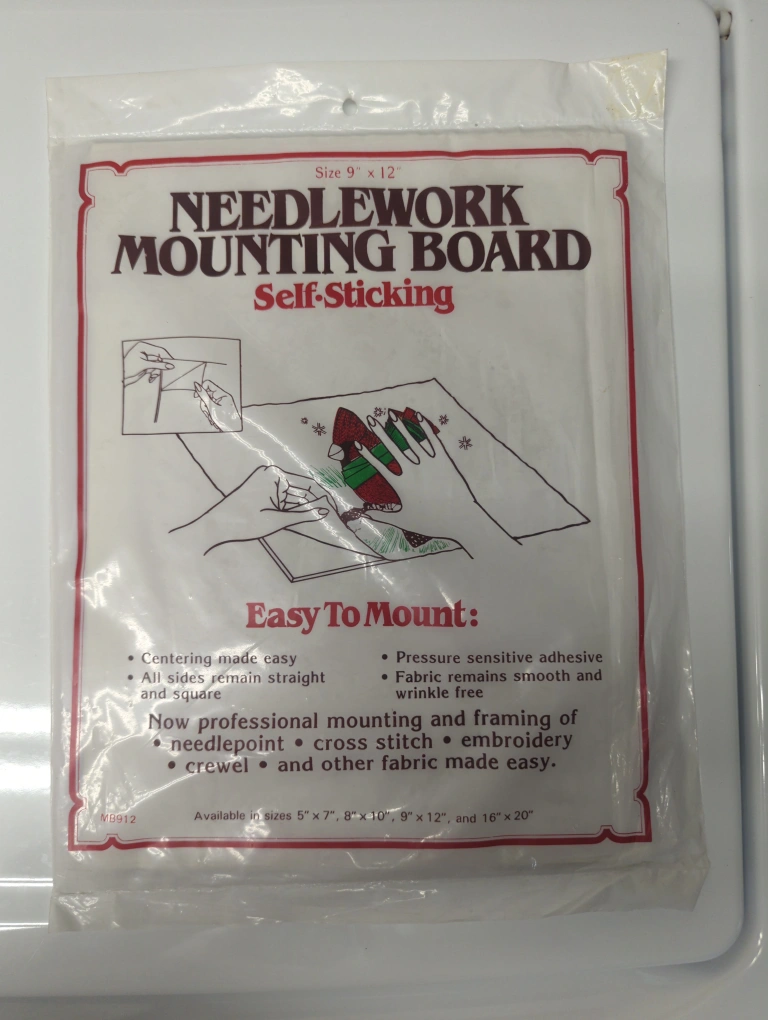 Size 9" x 12"
NEEDLEWORK
MOUNTING BOARD
Self-Sticking
Easy To Mount:
• Centering made easy
• All sides remain straight
and square
• Pressure sensitive adhesive
• Fabric remains smooth and
wrinkle free
Now professional mounting and framing of
• needlepoint • cross stitch • embroidery
• crewel • and other fabric made easy.
MB912
Available in sizes 5" x 7", 8" x 10", 9" x 12", and 16" x 20"